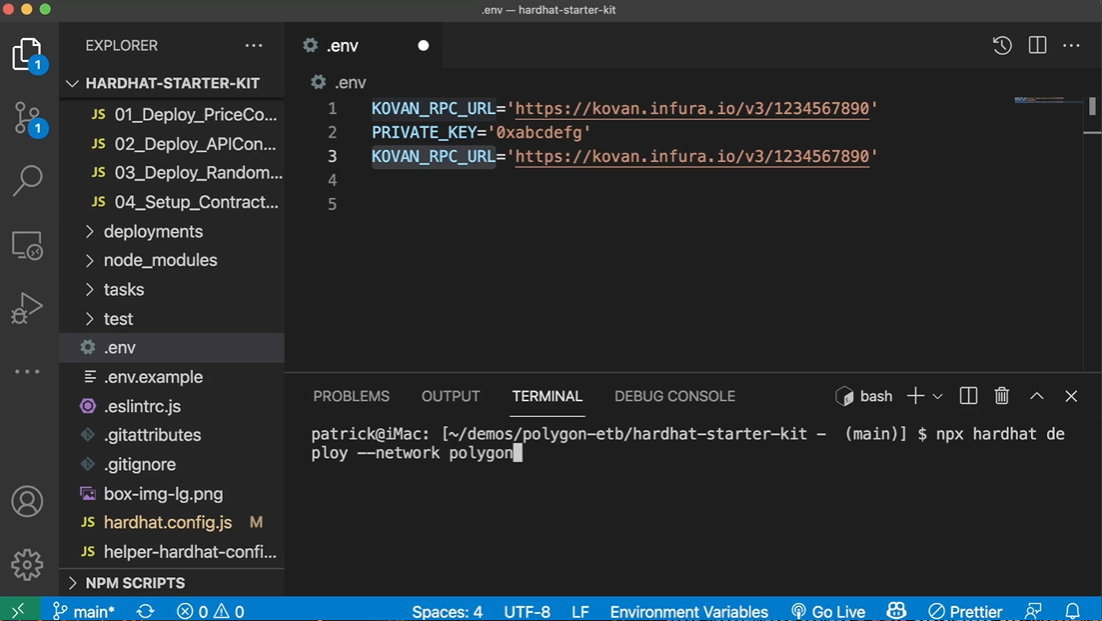 .env — hardhat-starter-kit
EXPLORER
HARDHAT-STARTER-KIT
JS 01_Deploy_PriceCo...
JS 02_Deploy_APICon...
JS 03_Deploy_Random...
JS 04_Setup_Contract...
deployments
node_modules
tasks
test
.env
.env.example
.eslintrc.js
.gitattributes
.gitignore
box-img-lg.png
JS hardhat.config.js M
JS helper-hardhat-confi...
NPM SCRIPTS
1
1
.env
.env
1 KOVAN_RPC_URL='https://kovan.infura.io/v3/1234567890'
2 PRIVATE_KEY='0xabcdefg'
3 KOVAN_RPC_URL='https://kovan.infura.io/v3/1234567890'
4
5
PROBLEMS OUTPUT TERMINAL DEBUG CONSOLE bash
patrick@iMac: [~/demos/polygon-etb/hardhat-starter-kit - (main)] $ npx hardhat de
ploy --network polygon
main* 0 0 Spaces: 4 UTF-8 LF Environment Variables Go Live Prettier